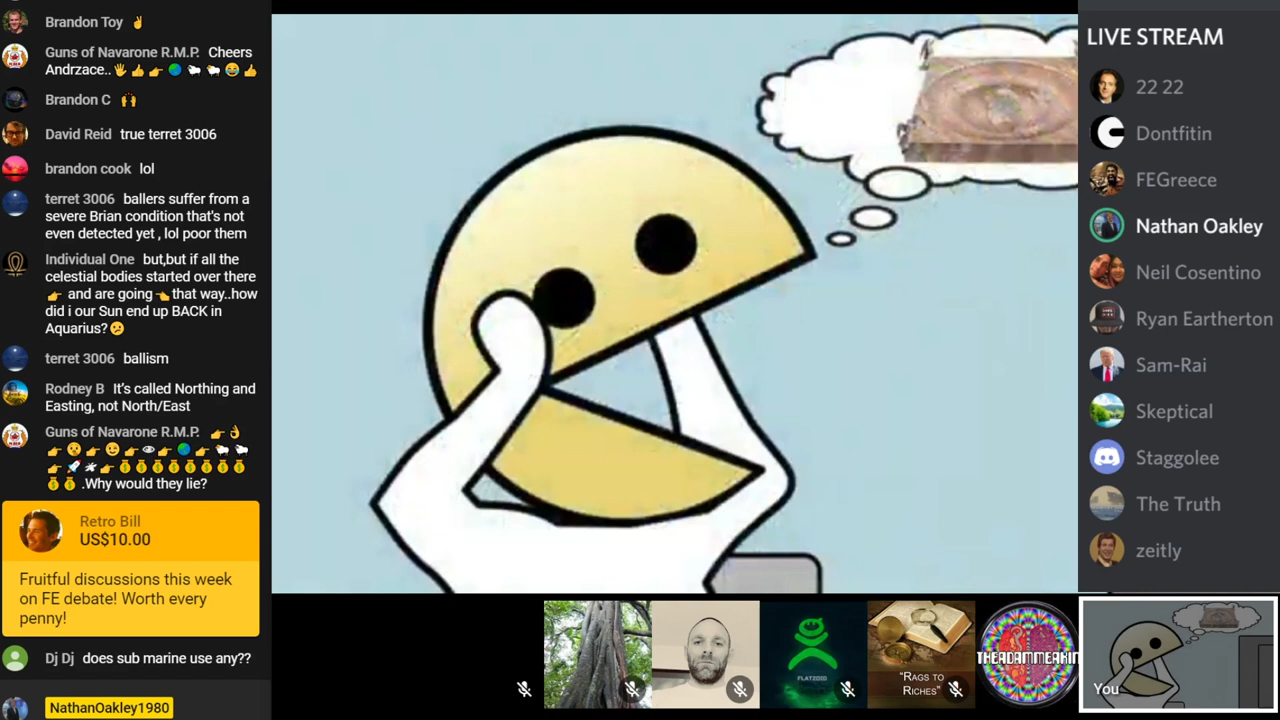 Brandon Toy ✌
Guns of Navarone R.M.P. Cheers
Andrzace..🖐👍👉🌏🐑🐑😂👍
Brandon C 🙌
David Reid true terret 3006
brandon cook lol
terret 3006 ballers suffer from a
severe Brian condition that's not
even detected yet , lol poor them
Individual One but,but if all the
celestial bodies started over there
👉 and are going 👈 that way..how
did i our Sun end up BACK in
Aquarius?😕
terret 3006 ballism
Rodney B It's called Northing and
Easting, not North/East
Guns of Navarone R.M.P. 👉👌
👉😦👉😉👉👁👉🌏👉🐑🐑
👉🚀🛰👉💰💰💰💰💰💰💰💰
💰💰 .Why would they lie?
Retro Bill
US$10.00
Fruitful discussions this week
on FE debate! Worth every
penny!
Dj Dj does sub marine use any??
NathanOakley1980
LIVE STREAM
22 22
Dontfitin
FEGreece
Nathan Oakley
Neil Cosentino
Ryan Eartherton
Sam-Rai
Skeptical
Staggolee
The Truth
zeitly
FLATZOID
"RAGS TO
RICHES"
THEADAMMEAKIN
You